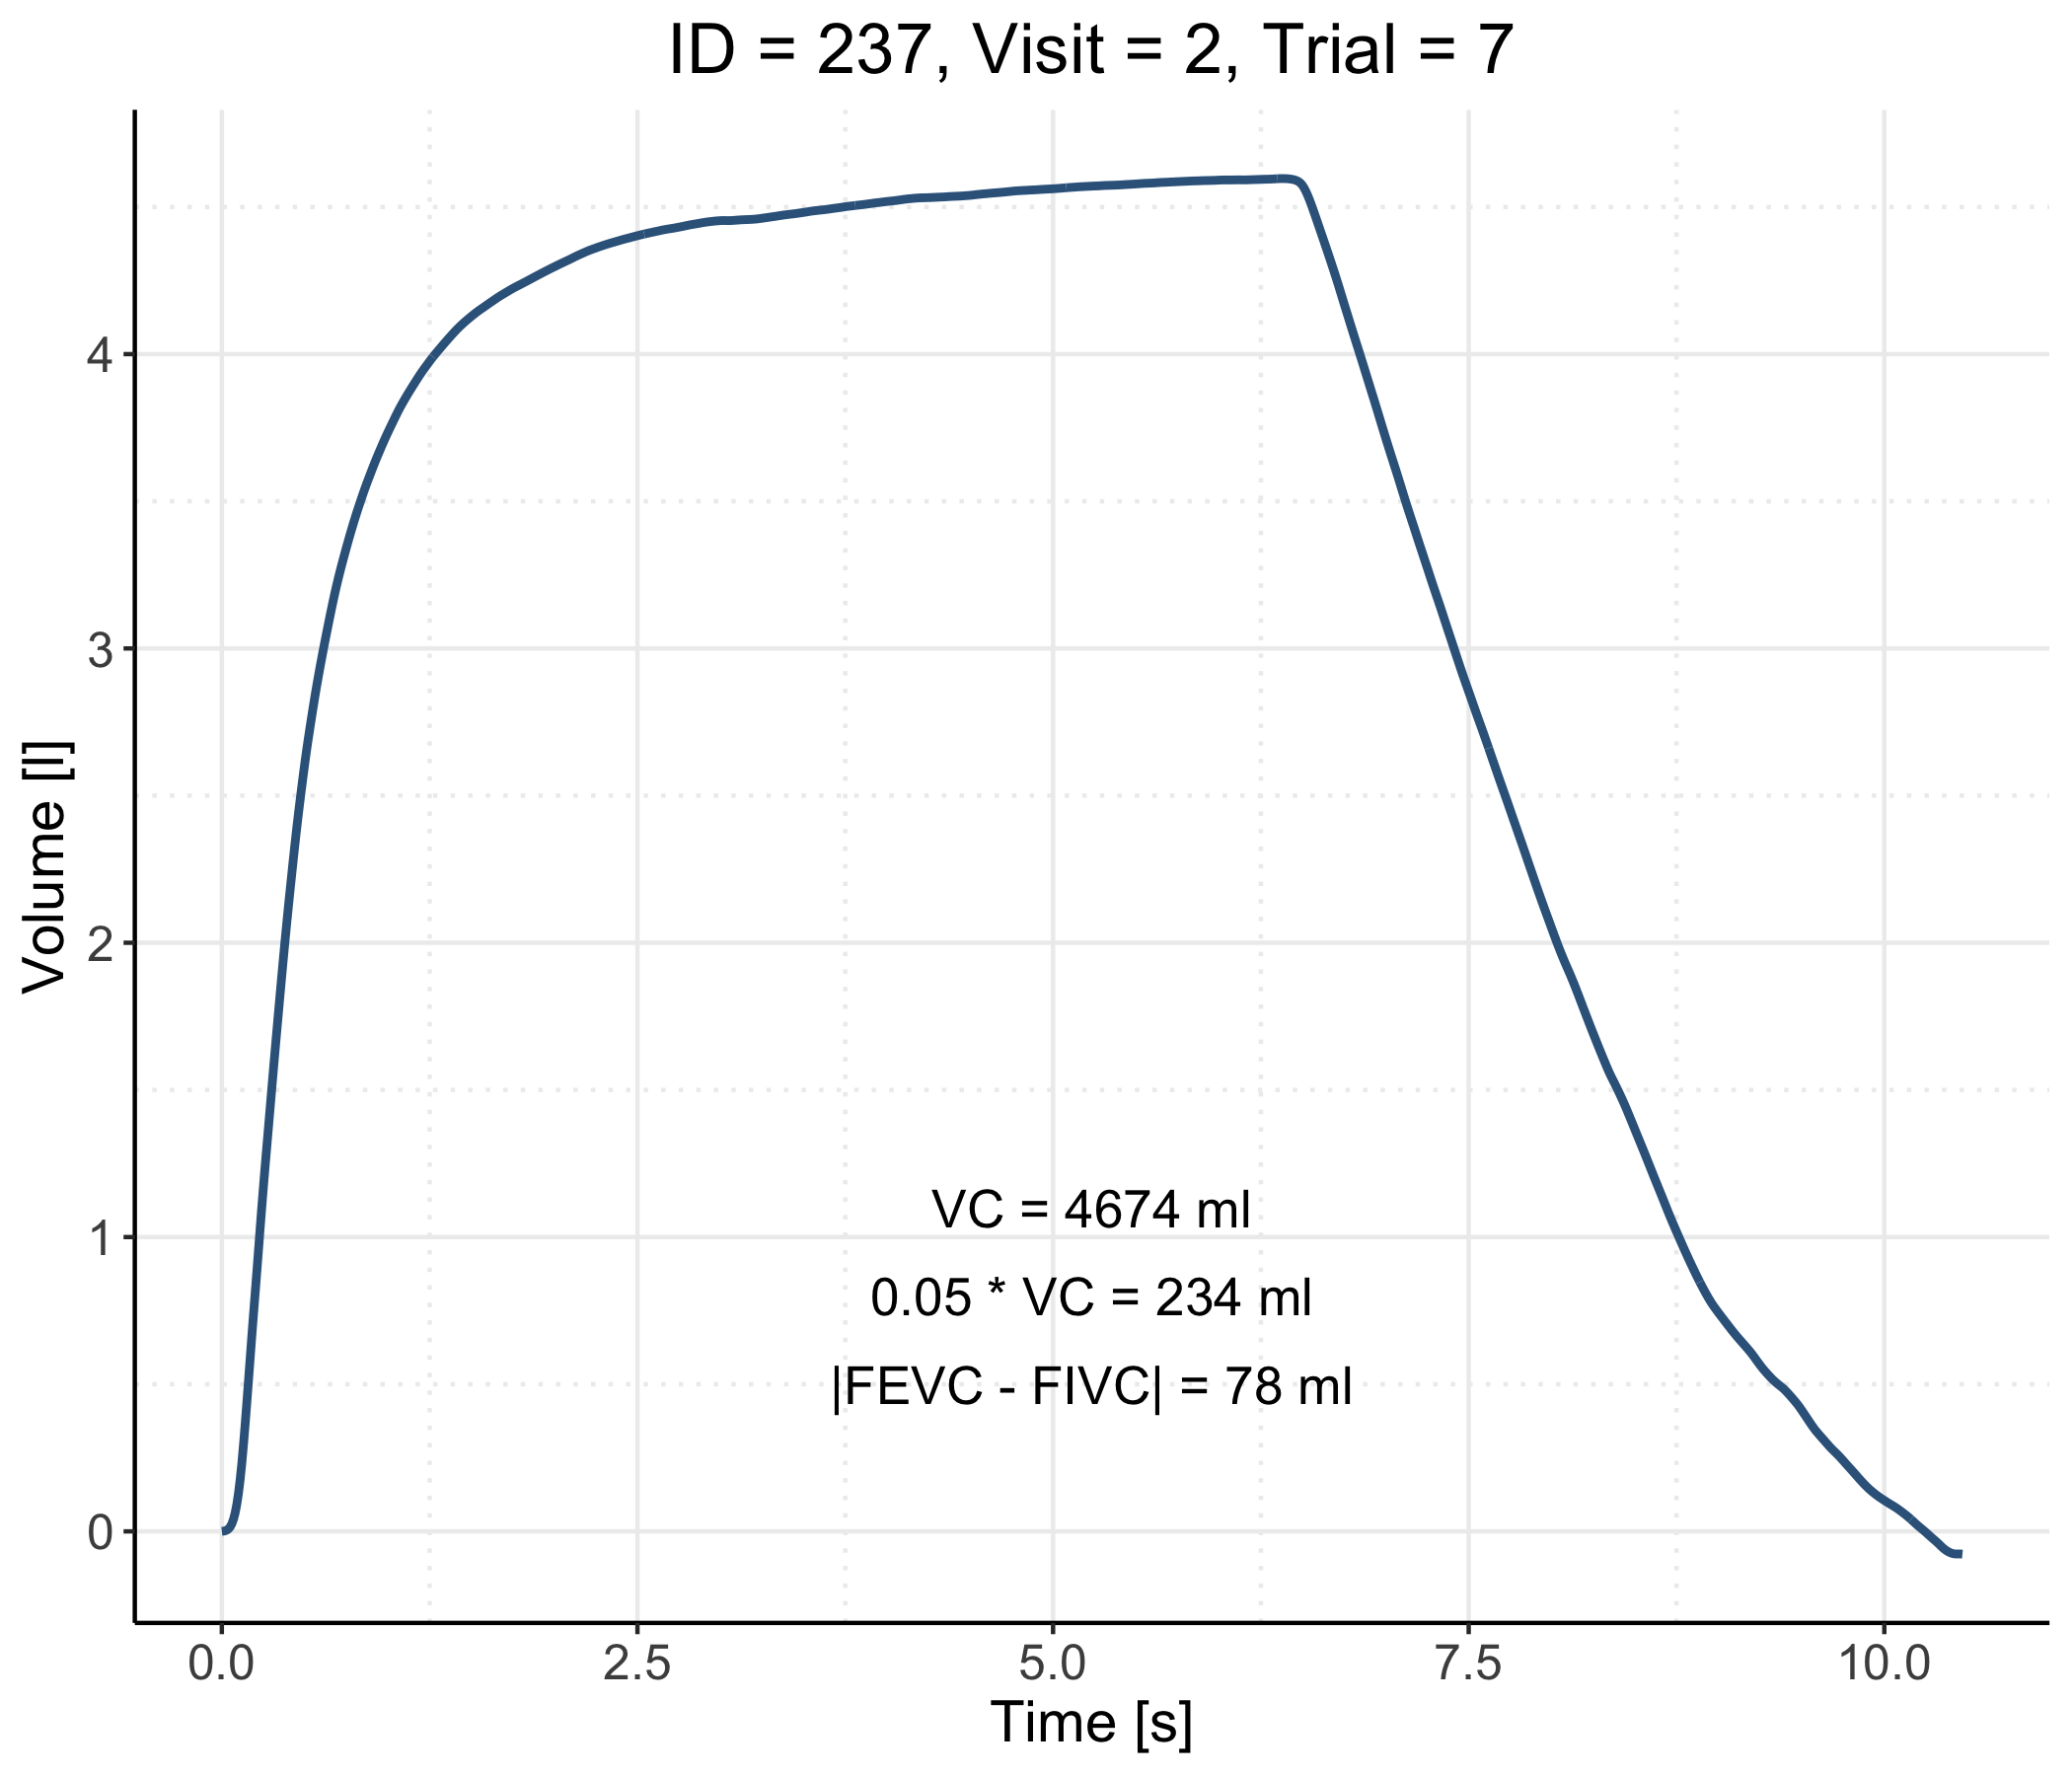 ID = 237, Visit = 2, Trial = 7
Volume [l]
4
3
2
1
0
VC = 4674 ml
0.05 * VC = 234 ml
|FEVC - FIVC| = 78 ml
0.0 2.5 5.0 7.5 10.0
Time [s]